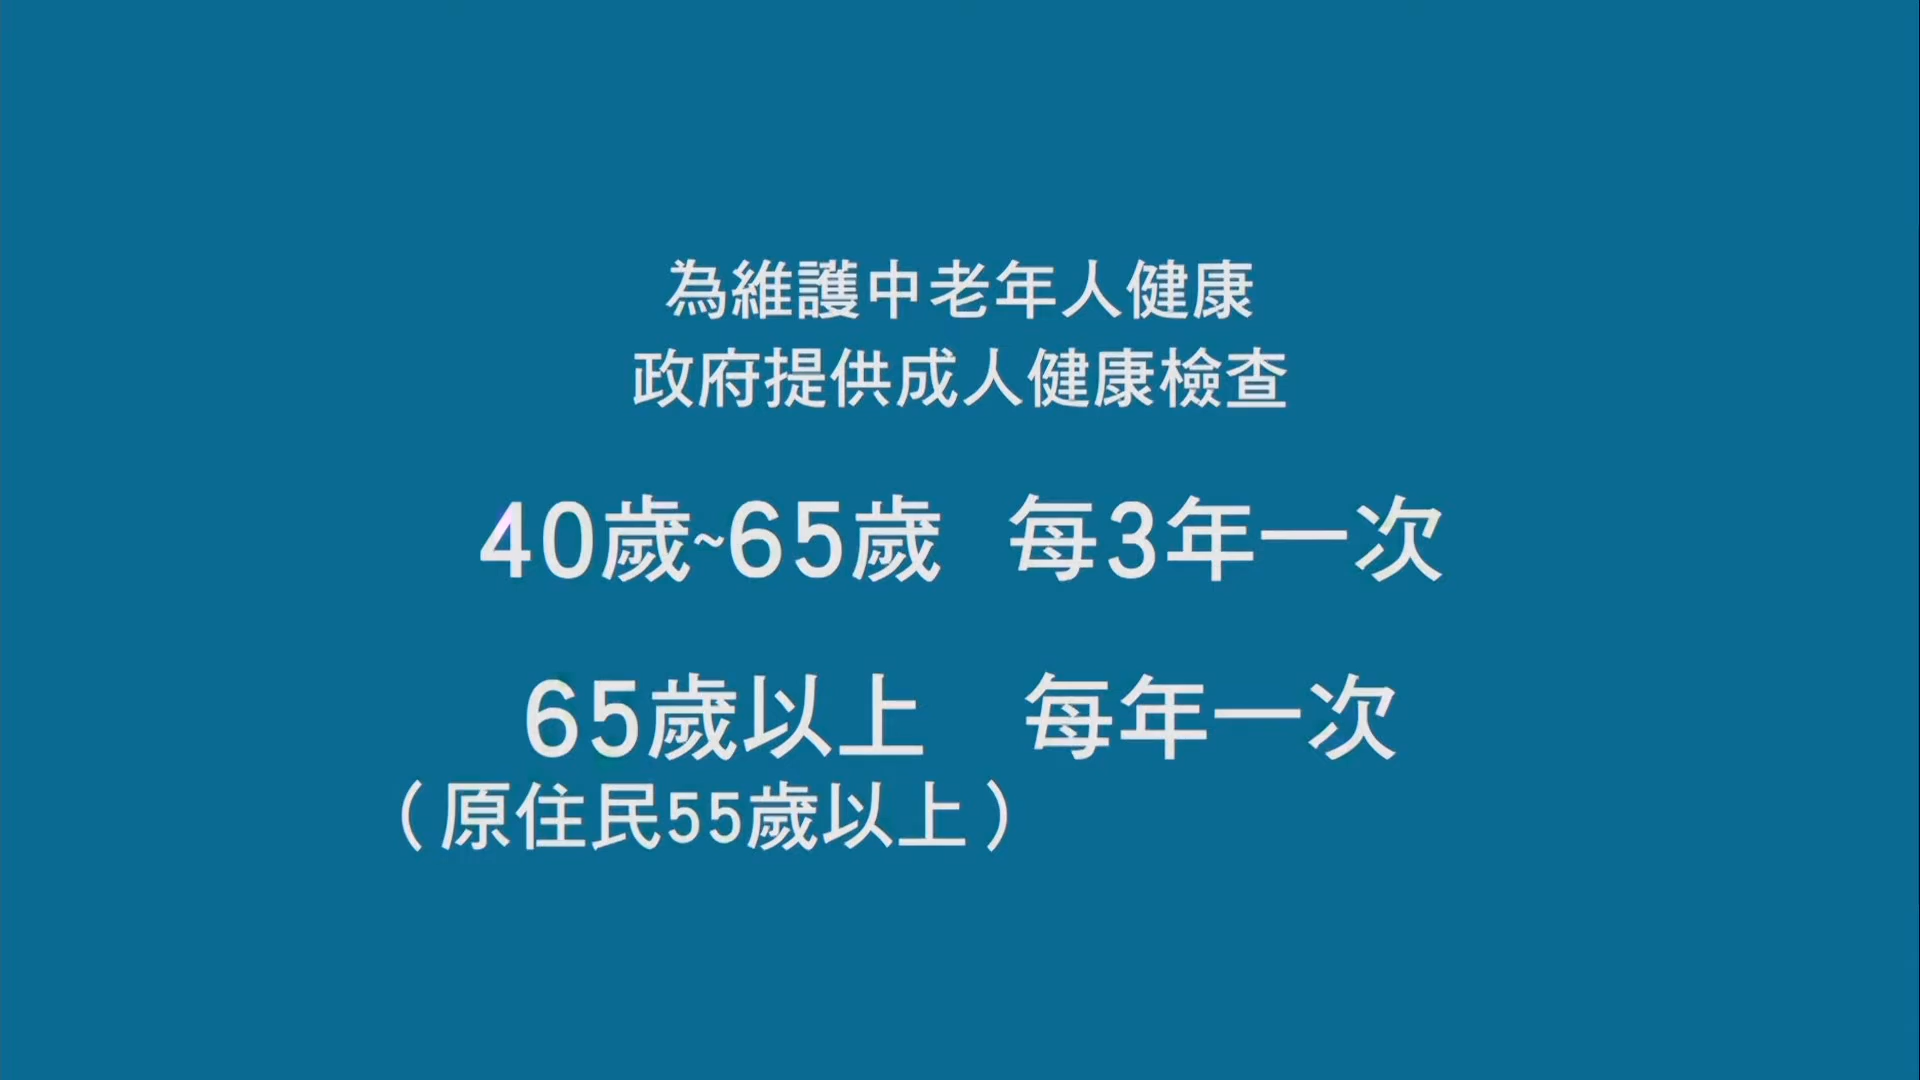 為維護中老年人健康
政府提供成人健康檢查
40歲~65歲 每3年一次
65歲以上 每年一次
（原住民55歲以上）